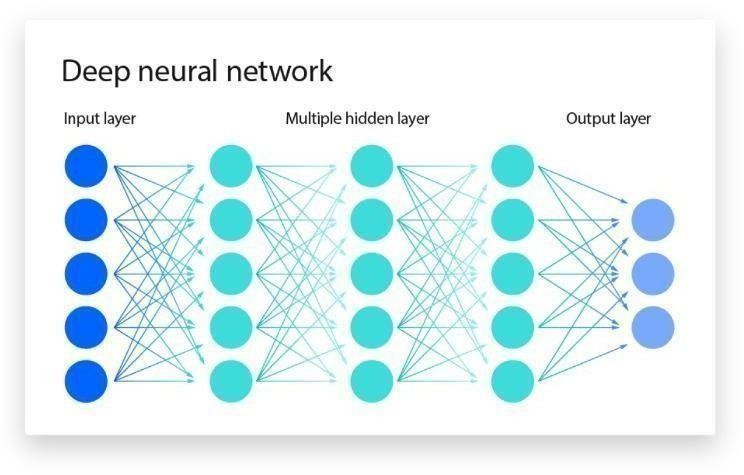 Deep neural network
Input layer
Multiple hidden layer
Output layer